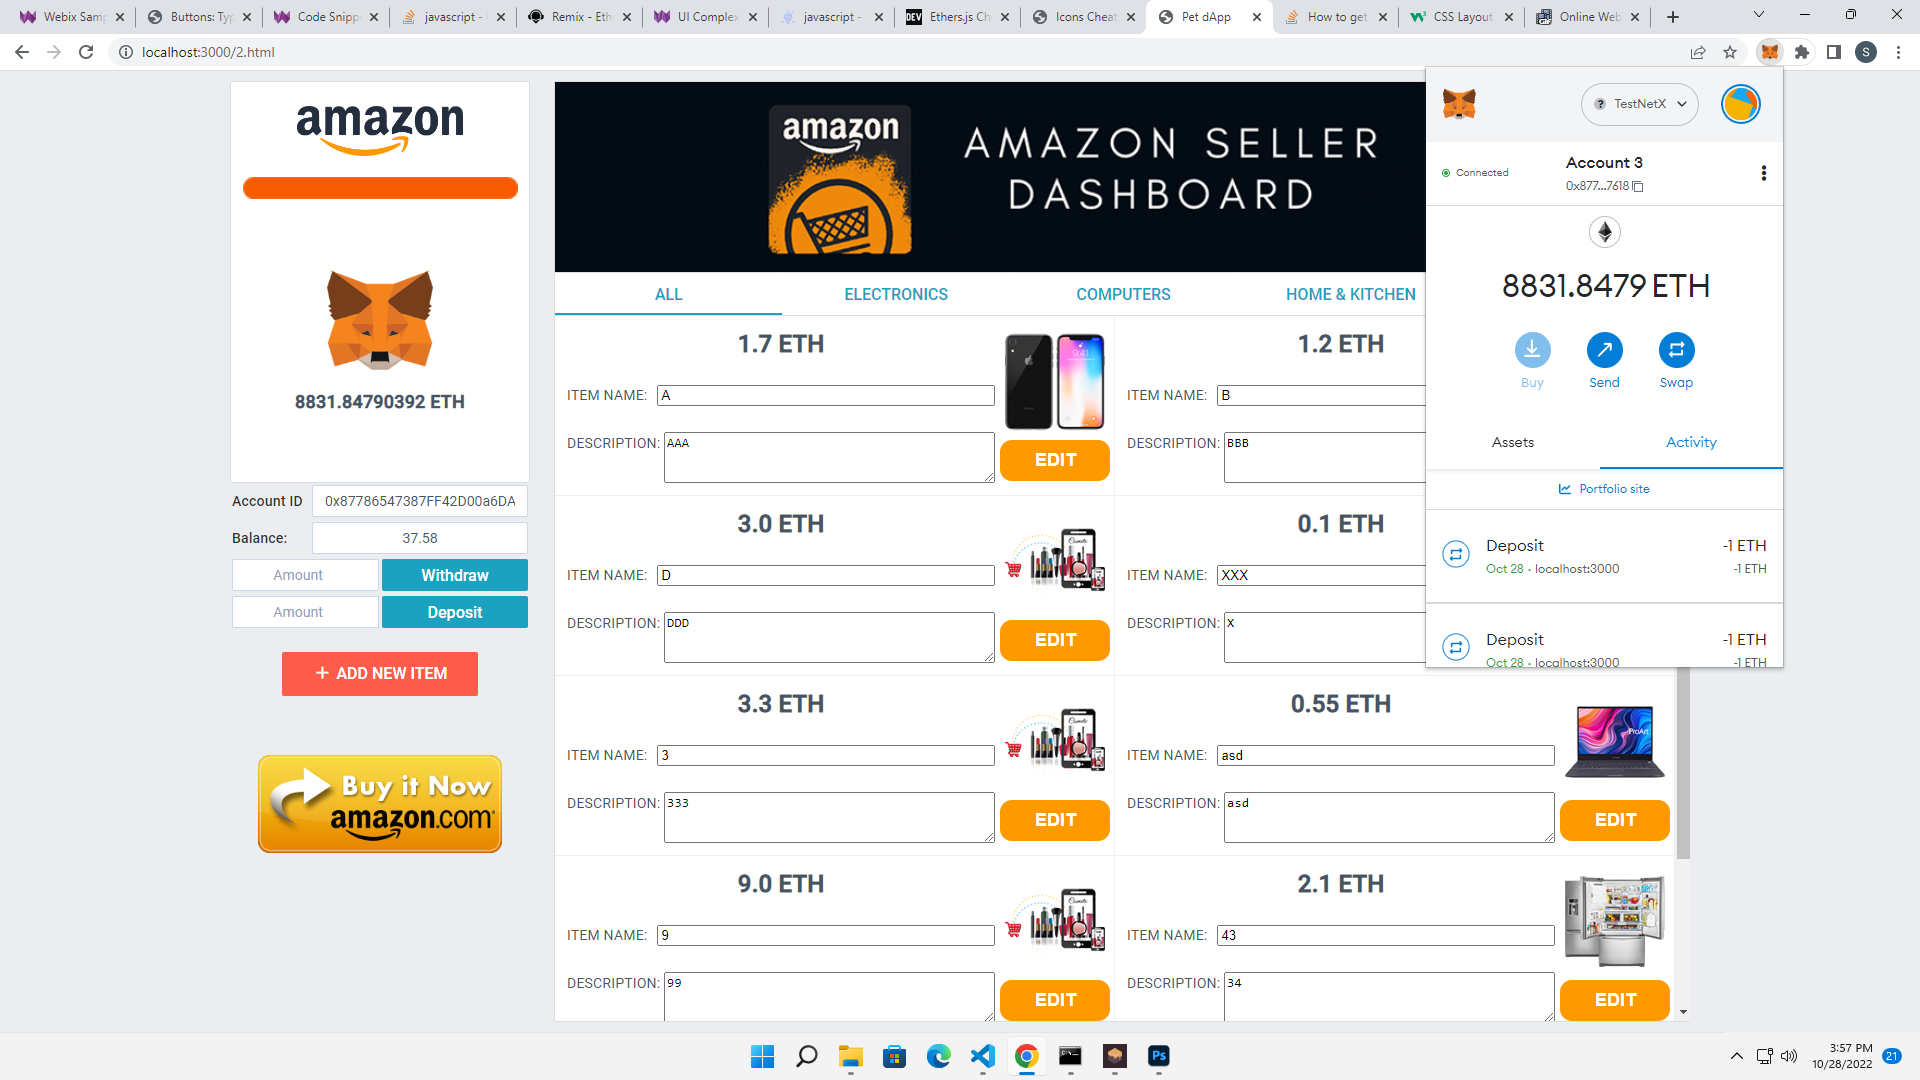 Webix Samp
Buttons: Typ
Code Snipp
javascript -
Remix - Eth
UI Complex
javascript -
DEV
Ethers.js Ch
Icons Cheat
Pet dApp
How to get
CSS Layout
Online Web
localhost:3000/2.html
S
amazon
8831.84790392 ETH
Account ID
0x87786547387FF42D00a6DA
Balance:
37.58
Amount
Withdraw
Amount
Deposit
+ ADD NEW ITEM
Buy it Now
amazon.com
amazon
AMAZON SELLER
DASHBOARD
ALL
ELECTRONICS
COMPUTERS
HOME & KITCHEN
1.7 ETH
ITEM NAME:
A
DESCRIPTION:
AAA
EDIT
1.2 ETH
ITEM NAME:
B
DESCRIPTION:
BBB
3.0 ETH
ITEM NAME:
D
DESCRIPTION:
DDD
EDIT
0.1 ETH
ITEM NAME:
XXX
DESCRIPTION:
X
3.3 ETH
ITEM NAME:
3
DESCRIPTION:
333
EDIT
0.55 ETH
ITEM NAME:
asd
DESCRIPTION:
asd
ProArt
EDIT
9.0 ETH
ITEM NAME:
9
DESCRIPTION:
99
EDIT
2.1 ETH
ITEM NAME:
43
DESCRIPTION:
34
EDIT
? TestNetX
Connected
Account 3
0x877...7618
8831.8479 ETH
Buy
Send
Swap
Assets
Activity
Portfolio site
Deposit
-1 ETH
Oct 28 · localhost:3000
-1 ETH
Deposit
-1 ETH
Oct 28 · localhost:3000
-1 ETH
Ps
3:57 PM
10/28/2022
21